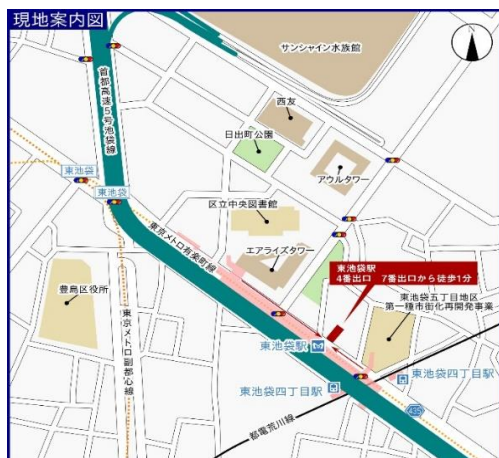 現地案内図
サンシャイン水族館
首都高速5号池袋線
西友
日出町公園
アウルタワー
東池袋
東池袋
区立中央図書館
東京メトロ有楽町線
エアライズタワー
豊島区役所
東池袋駅
4番出口 7番出口から徒歩1分
東池袋五丁目地区
第一種市街化再開発事業
東京メトロ副都心線
東池袋駅
東池袋四丁目駅
東池袋四丁目駅
都電荒川線